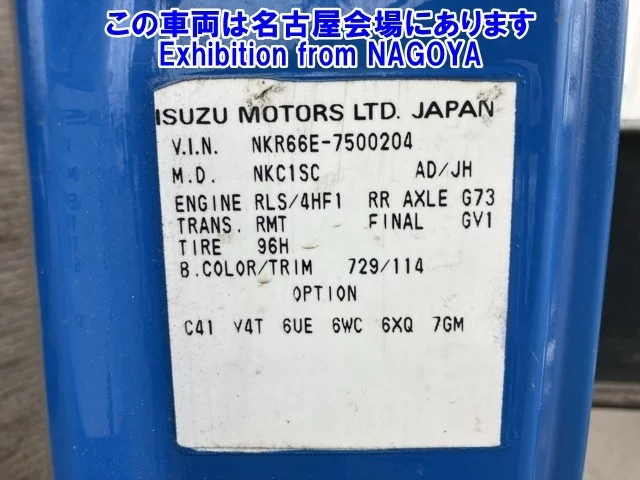 この車両は名古屋会場にあります
Exhibition from NAGOYA
ISUZU MOTORS LTD. JAPAN
V.I.N. NKR66E-7500204
M.D. NKC1SC AD/JH
ENGINE RLS/4HF1 RR AXLE G73
TRANS. RMT FINAL GV1
TIRE 96H
B.COLOR/TRIM 729/114
OPTION
C41 V4T 6UE 6WC 6XQ 7GM